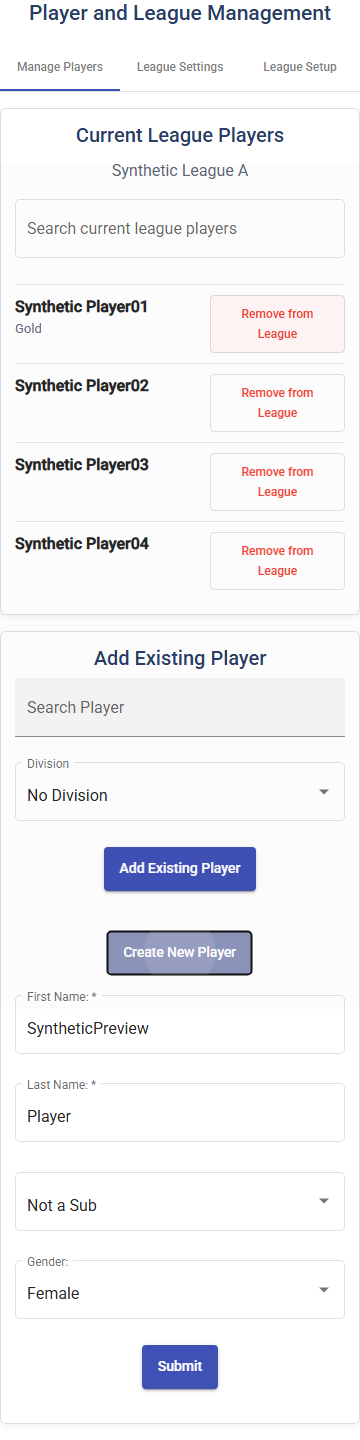 Player and League Management
Manage Players League Settings League Setup
Current League Players
Synthetic League A
Search current league players
Synthetic Player01
Gold
Remove from
League
Synthetic Player02
Remove from
League
Synthetic Player03
Remove from
League
Synthetic Player04
Remove from
League
Add Existing Player
Search Player
Division
No Division
Add Existing Player
Create New Player
First Name: *
SyntheticPreview
Last Name: *
Player
Not a Sub
Gender:
Female
Submit